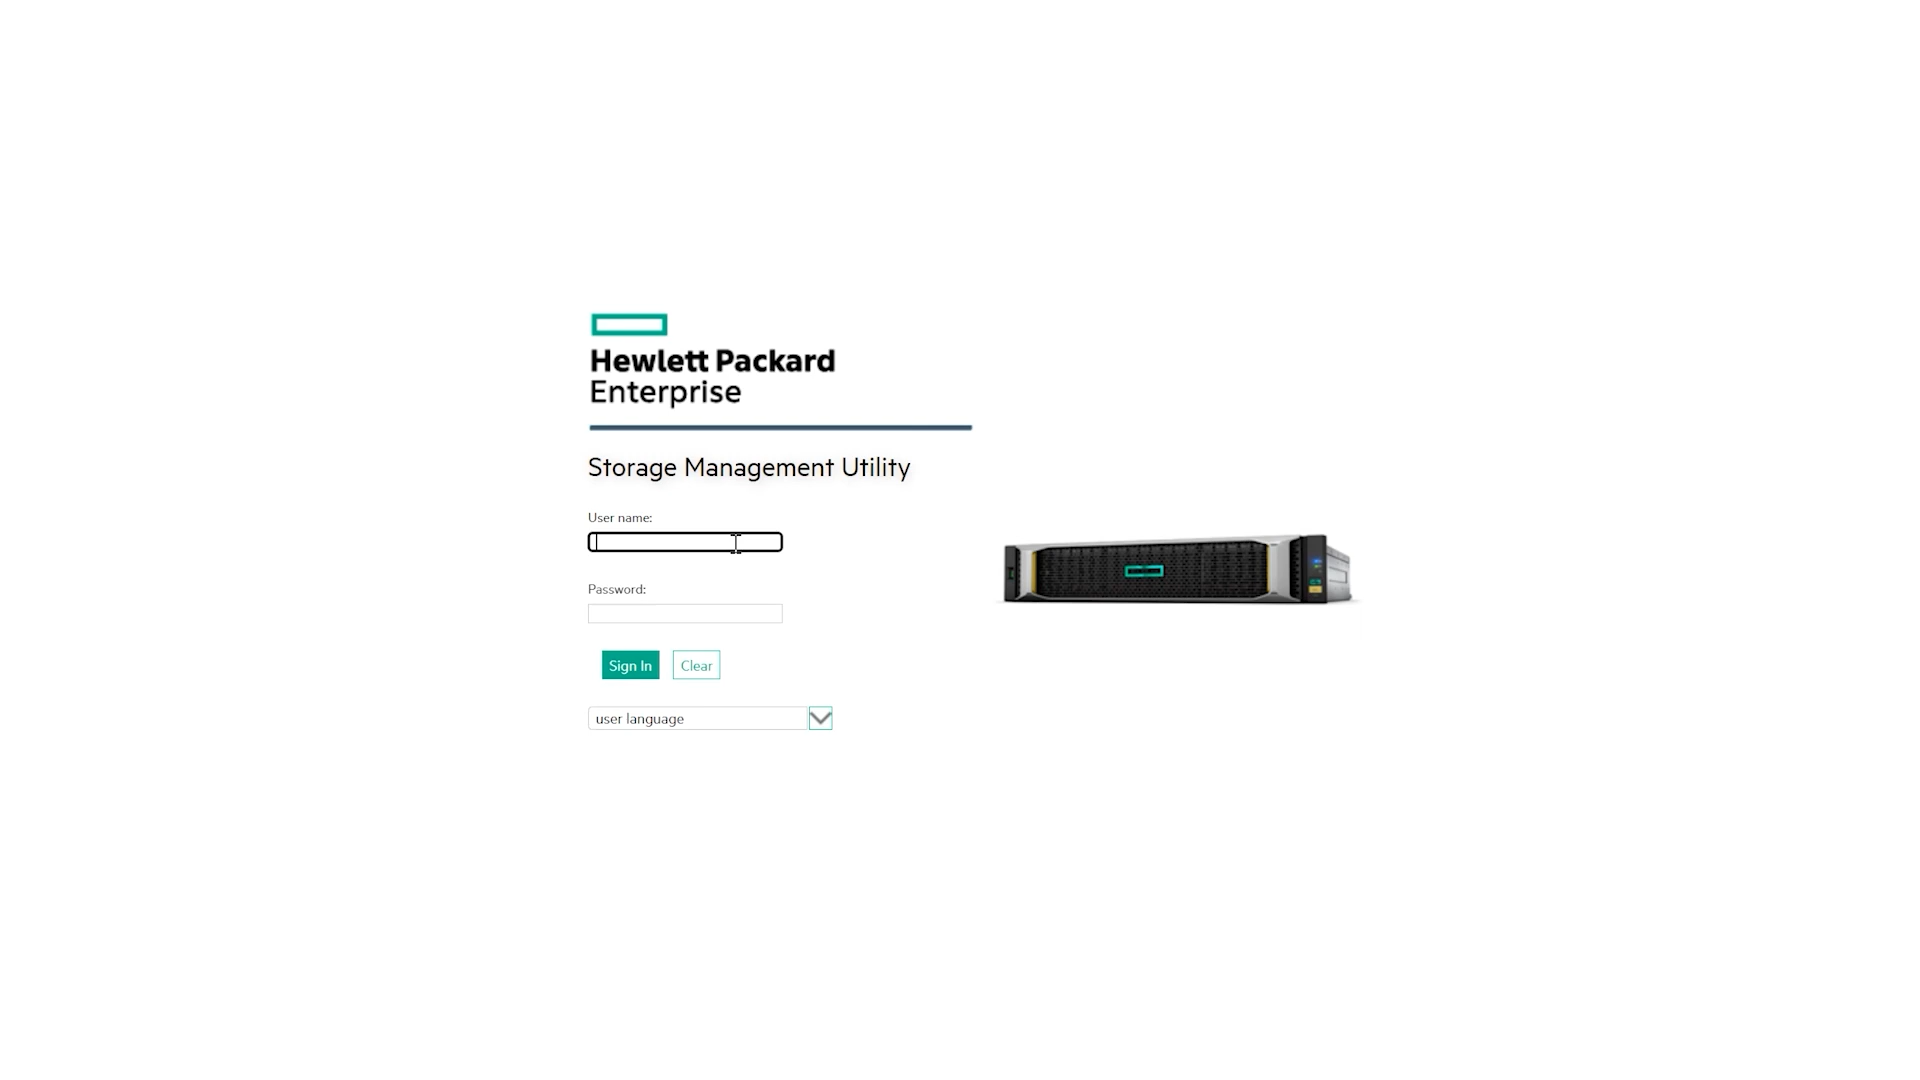 Hewlett Packard
Enterprise
Storage Management Utility
User name:
Password:
Sign In
Clear
user language